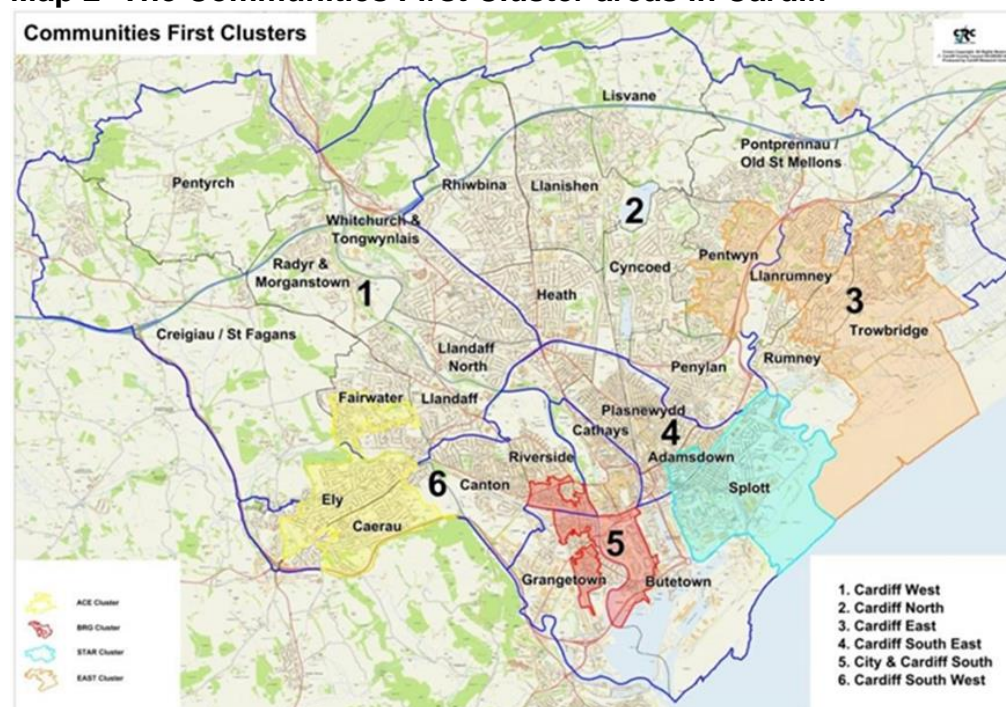 Communities First Clusters
Lisvane
Pontprennau /
Old St Mellons
Pentyrch
Rhiwbina
Llanishen
2
Whitchurch &
Tongwynlais
Pentwyn
Radyr &
Morganstown
1
Cyncoed
Llanrumney
3
Heath
Trowbridge
Creigiau / St Fagans
Llandaff
North
Penylan
Rumney
Fairwater
Llandaff
Plasnewydd
Cathays
4
Riverside
Adamsdown
6
Canton
Splott
Ely
Caerau
5
Grangetown
Butetown
ACE Cluster
BRG Cluster
STAR Cluster
EAST Cluster
1. Cardiff West
2. Cardiff North
3. Cardiff East
4. Cardiff South East
5. City & Cardiff South
6. Cardiff South West